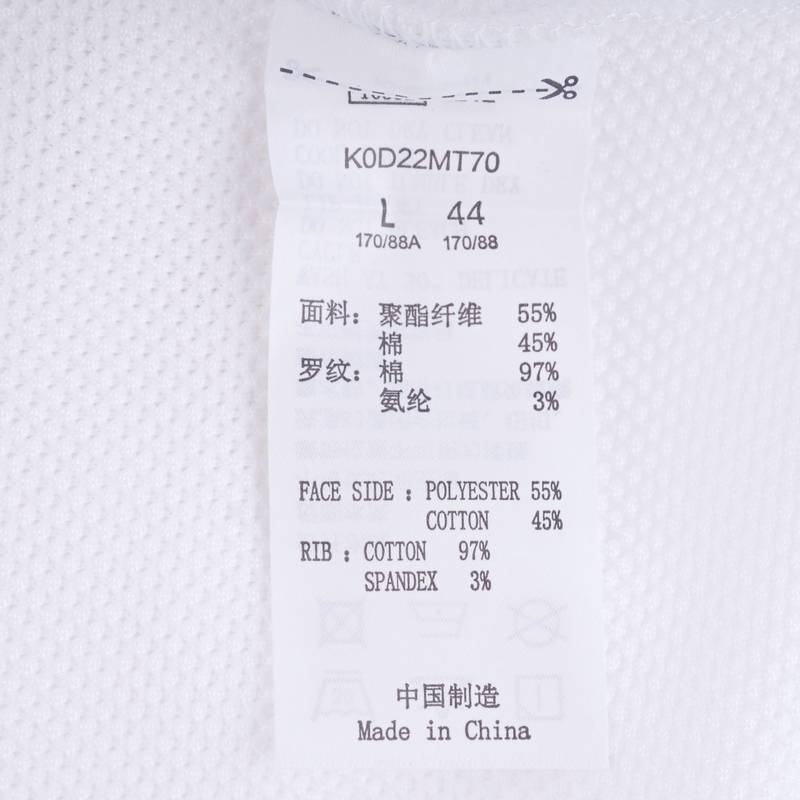 K0D22MT70
L 44
170/88A 170/88
面料： 聚酯纤维 55%
棉 45%
罗纹： 棉 97%
氨纶 3%
FACE SIDE : POLYESTER 55%
COTTON 45%
RIB : COTTON 97%
SPANDEX 3%
中国制造
Made in China